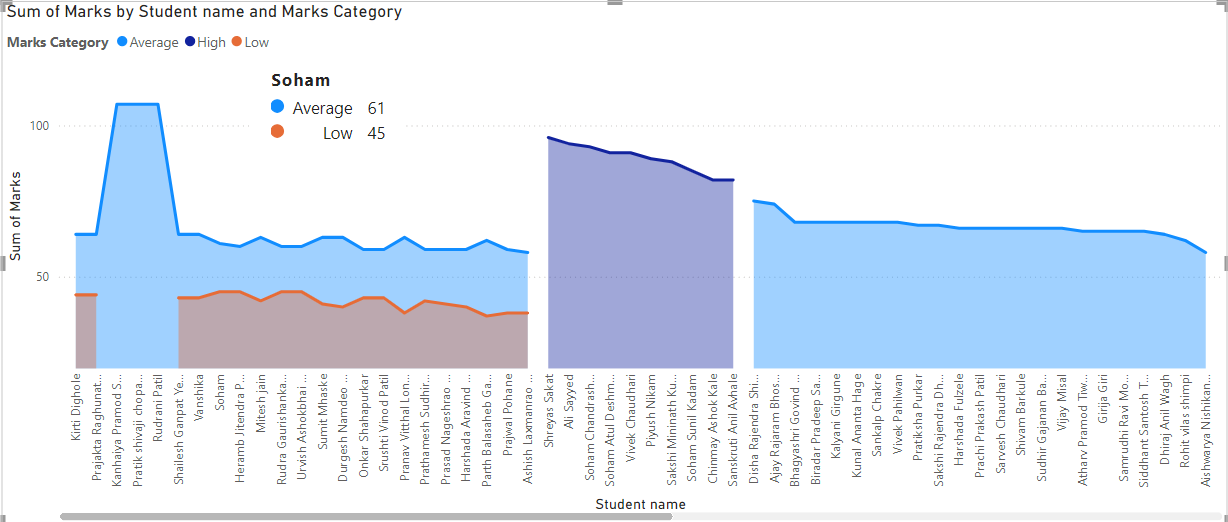 Sum of Marks by Student name and Marks Category
Marks Category Average High Low
Soham
Average 61
Low 45
100
50
Sum of Marks
Kirti Dighole
Prajakta Raghunat...
Kanhaiya Pramod S...
Pratik shivaji chopa...
Rudram Patil
Shailesh Ganpat Ye...
Vanshika
Soham
Heramb Jitendra P...
Mitesh jain
Rudra Gaurishanka...
Urvish Ashokbhai ...
Sumit Mhaske
Durgesh Namdeo ...
Onkar Shahapurkar
Srushti Vinod Patil
Pranav Vitthal Lon...
Prathamesh Sudhir...
Prasad Nageshrao ...
Harshada Aravind ...
Parth Balasaheb Ga...
Prajwal Pohane
Ashish Laxmanrao ...
Shreyas Sakat
Ali Sayyed
Soham Chandrash...
Soham Atul Deshm...
Vivek Chaudhari
Piyush Nikam
Sakshi Mininath Ku...
Soham Sunil Kadam
Chinmay Ashok Kale
Sanskruti Anil Avhale
Disha Rajendra Shi...
Ajay Rajaram Bhos...
Bhagyashri Govind ...
Biradar Pradeep Sa...
Kalyani Girgune
Kunal Ananta Hage
Sankalp Chakre
Vivek Pahilwan
Pratiksha Purkar
Sakshi Rajendra Dh...
Harshada Fulzele
Prachi Prakash Patil
Sarvesh Chaudhari
Shivam Barkule
Sudhir Gajanan Ba...
Vijay Misal
Atharv Pramod Tiw...
Girija Giri
Samrudhi Ravi Mo...
Siddhant Santosh T...
Dhiraj Anil Wagh
Rohit vilas shimpi
Aishwarya Nishikan...
Student name